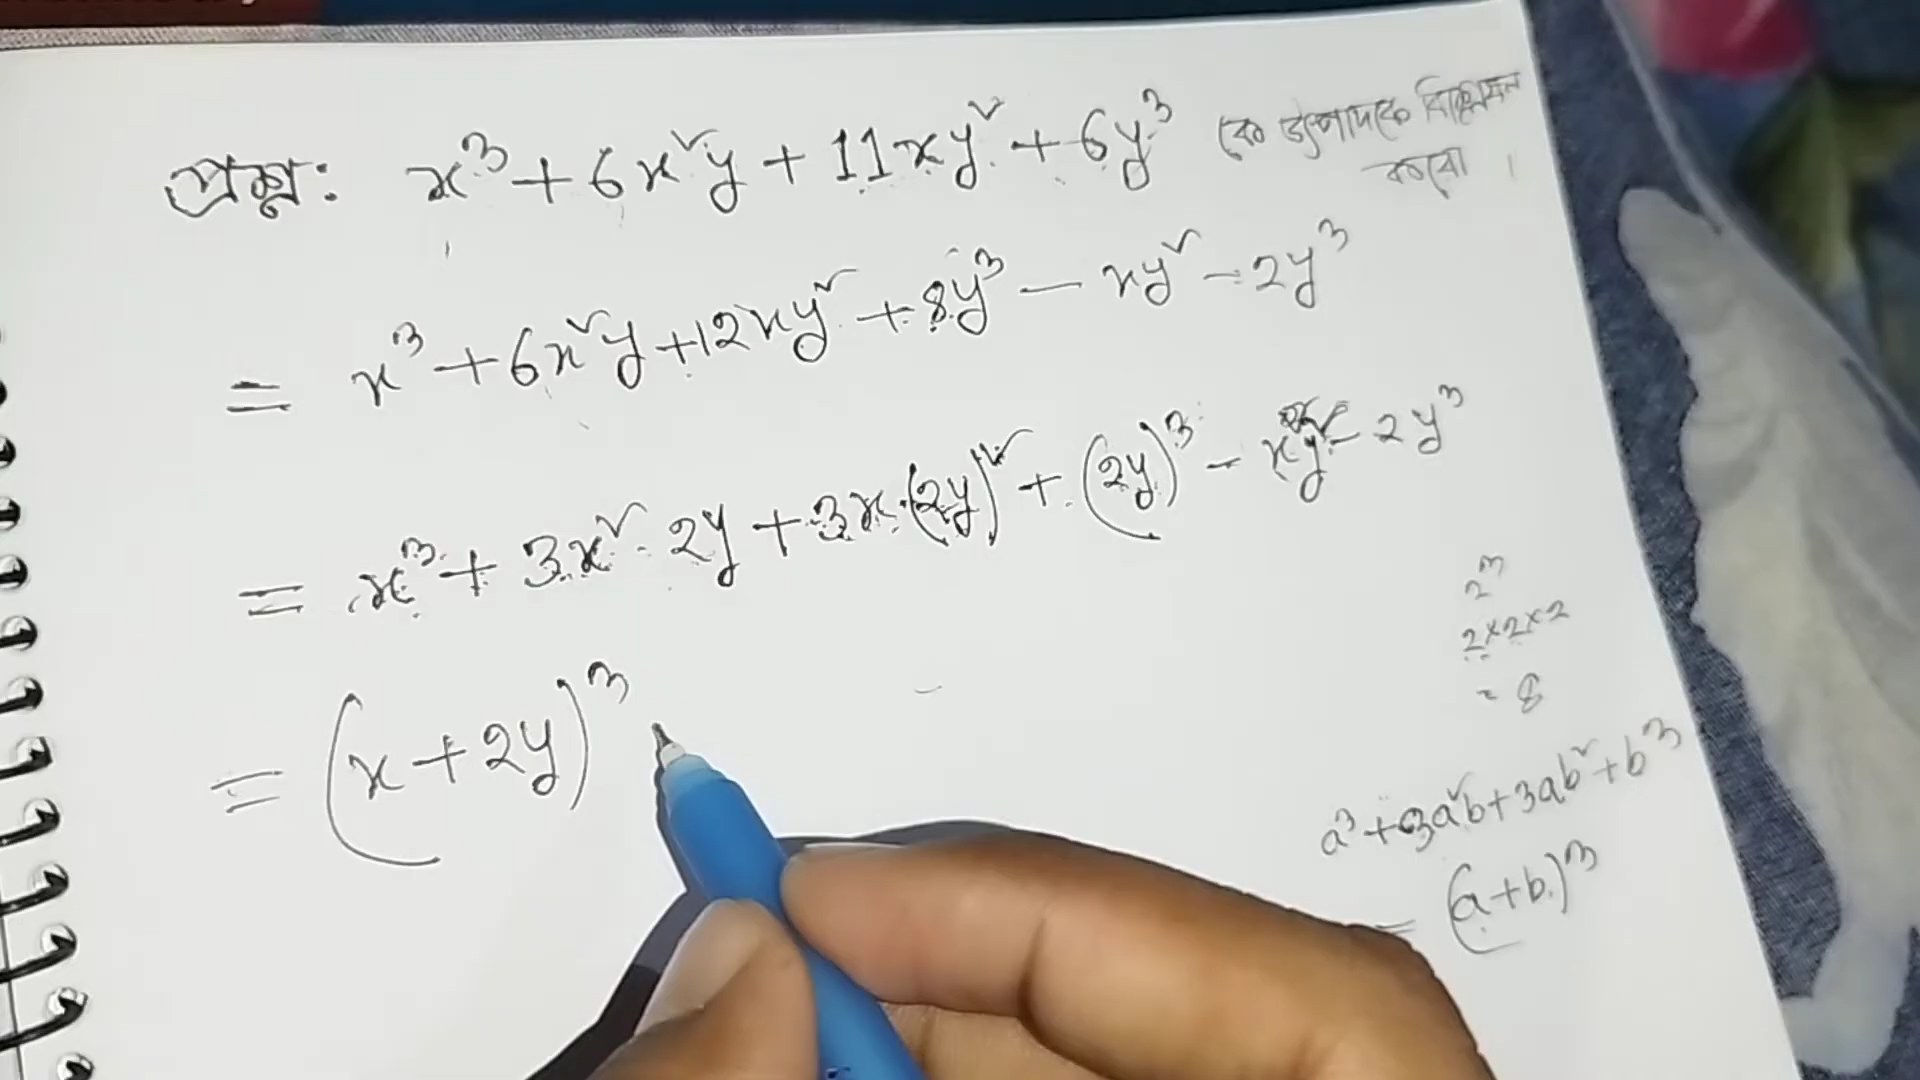 প্রশ্ন: x³ + 6x²y + 11xy² + 6y³ কে উৎপাদকে বিশ্লেষন
করো ।
= x³ + 6x²y + 12xy² + 8y³ − xy² − 2y³
= x³ + 3x². 2y + 3x.(2y)² + (2y)³ − xy² − 2y³
= (x + 2y)³
2³
2×2×2
= 8
a³ + 3a²b + 3ab² + b³
= (a + b)³